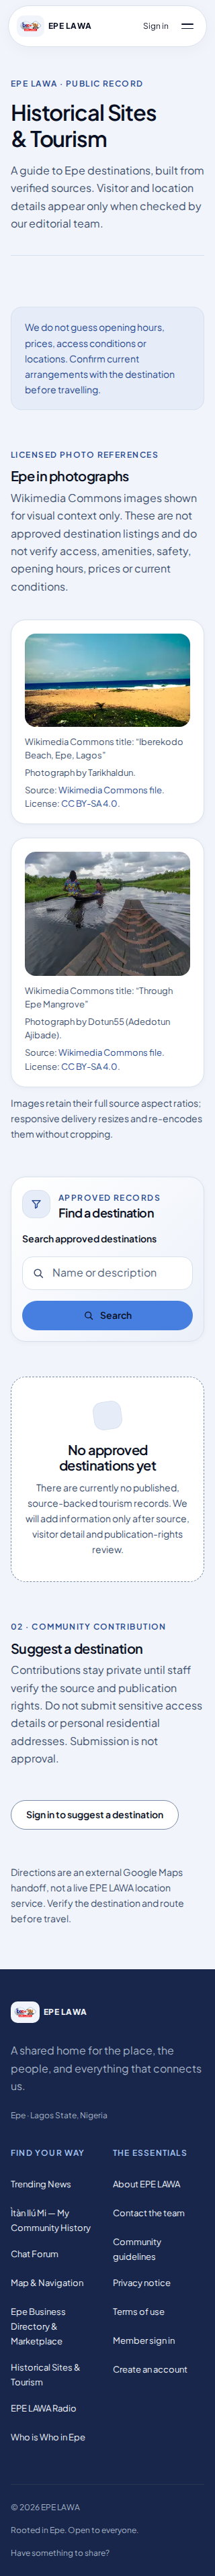 EPE LAWA
Sign in
EPE LAWA · PUBLIC RECORD
Historical Sites
& Tourism
A guide to Epe destinations, built from
verified sources. Visitor and location
details appear only when checked by
our editorial team.
We do not guess opening hours,
prices, access conditions or
locations. Confirm current
arrangements with the destination
before travelling.
LICENSED PHOTO REFERENCES
Epe in photographs
Wikimedia Commons images shown
for visual context only. These are not
approved destination listings and do
not verify access, amenities, safety,
opening hours, prices or current
conditions.
Wikimedia Commons title: “Iberekodo
Beach, Epe, Lagos”
Photograph by Tarikhaldun.
Source: Wikimedia Commons file.
License: CC BY-SA 4.0.
Wikimedia Commons title: “Through
Epe Mangrove”
Photograph by Dotun55 (Adedotun
Ajibade).
Source: Wikimedia Commons file.
License: CC BY-SA 4.0.
Images retain their full source aspect ratios;
responsive delivery resizes and re-encodes
them without cropping.
APPROVED RECORDS
Find a destination
Search approved destinations
Name or description
Search
No approved
destinations yet
There are currently no published,
source-backed tourism records. We
will add information only after source,
visitor detail and publication-rights
review.
02 · COMMUNITY CONTRIBUTION
Suggest a destination
Contributions stay private until staff
verify the source and publication
rights. Do not submit sensitive access
details or personal residential
addresses. Submission is not
approval.
Sign in to suggest a destination
Directions are an external Google Maps
handoff, not a live EPE LAWA location
service. Verify the destination and route
before travel.
EPE LAWA
A shared home for the place, the
people, and everything that connects
us.
Epe · Lagos State, Nigeria
FIND YOUR WAY
Trending News
Ìtàn Ìlú Mi — My
Community History
Chat Forum
Map & Navigation
Epe Business
Directory &
Marketplace
Historical Sites &
Tourism
EPE LAWA Radio
Who is Who in Epe
THE ESSENTIALS
About EPE LAWA
Contact the team
Community
guidelines
Privacy notice
Terms of use
Member sign in
Create an account
© 2026 EPE LAWA
Rooted in Epe. Open to everyone.
Have something to share?